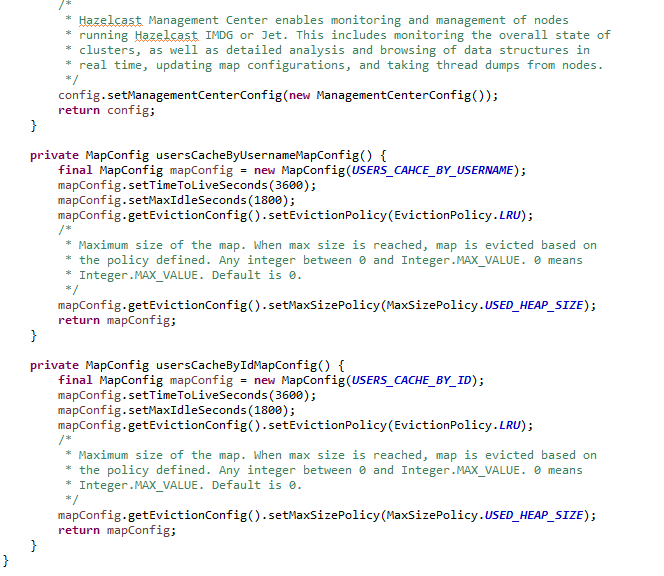 /*
 * Hazelcast Management Center enables monitoring and management of nodes
 * running Hazelcast IMDG or Jet. This includes monitoring the overall state of
 * clusters, as well as detailed analysis and browsing of data structures in
 * real time, updating map configurations, and taking thread dumps from nodes.
 */
config.setManagementCenterConfig(new ManagementCenterConfig());
return config;
}
private MapConfig usersCacheByUsernameMapConfig() {
final MapConfig mapConfig = new MapConfig(USERS_CAHCE_BY_USERNAME);
mapConfig.setTimeToLiveSeconds(3600);
mapConfig.setMaxIdleSeconds(1800);
mapConfig.getEvictionConfig().setEvictionPolicy(EvictionPolicy.LRU);
/*
 * Maximum size of the map. When max size is reached, map is evicted based on
 * the policy defined. Any integer between 0 and Integer.MAX_VALUE. 0 means
 * Integer.MAX_VALUE. Default is 0.
 */
mapConfig.getEvictionConfig().setMaxSizePolicy(MaxSizePolicy.USED_HEAP_SIZE);
return mapConfig;
}
private MapConfig usersCacheByIdMapConfig() {
final MapConfig mapConfig = new MapConfig(USERS_CACHE_BY_ID);
mapConfig.setTimeToLiveSeconds(3600);
mapConfig.setMaxIdleSeconds(1800);
mapConfig.getEvictionConfig().setEvictionPolicy(EvictionPolicy.LRU);
/*
 * Maximum size of the map. When max size is reached, map is evicted based on
 * the policy defined. Any integer between 0 and Integer.MAX_VALUE. 0 means
 * Integer.MAX_VALUE. Default is 0.
 */
mapConfig.getEvictionConfig().setMaxSizePolicy(MaxSizePolicy.USED_HEAP_SIZE);
return mapConfig;
}
}